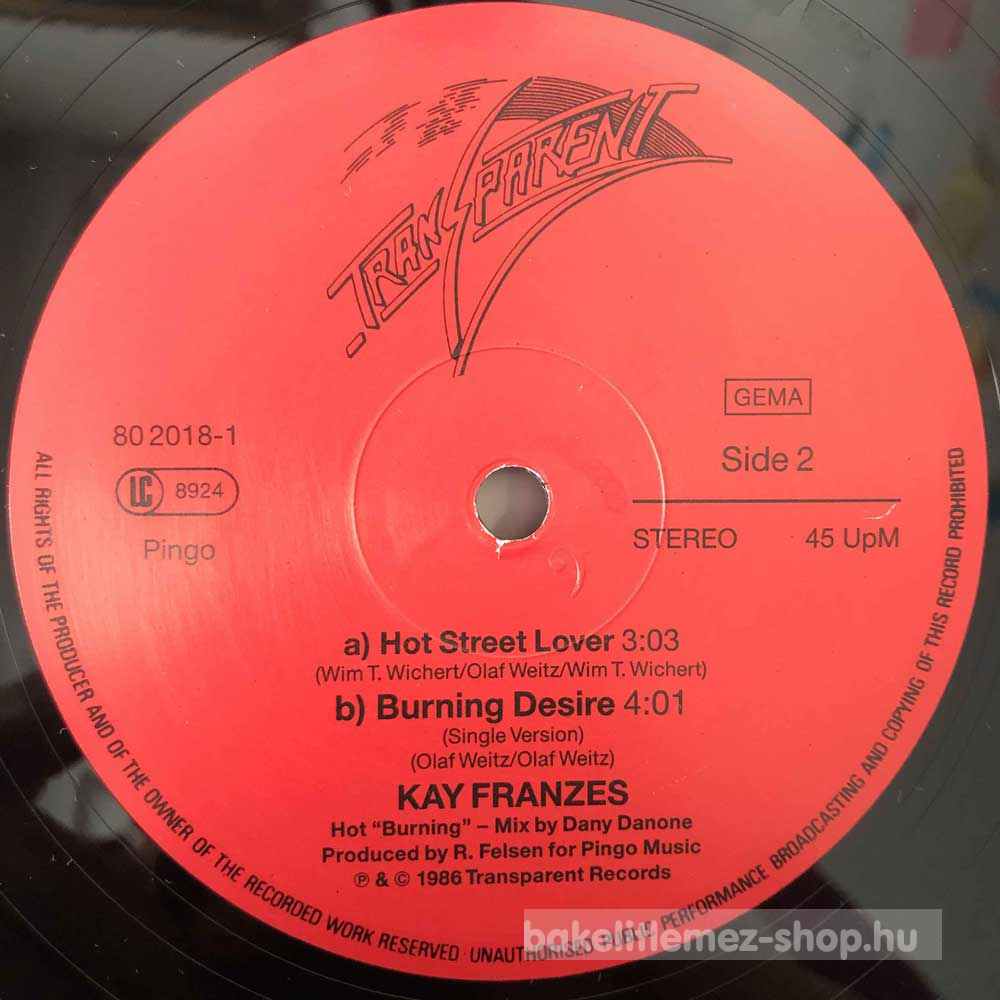 TRANSPARENT
GEMA
80 2018-1
Side 2
LC 8924
STEREO 45 UpM
Pingo
a) Hot Street Lover 3:03
(Wim T. Wichert/Olaf Weitz/Wim T. Wichert)
b) Burning Desire 4:01
(Single Version)
(Olaf Weitz/Olaf Weitz)
KAY FRANZES
Hot “Burning” – Mix by Dany Danone
Produced by R. Felsen for Pingo Music
℗ & © 1986 Transparent Records
ALL RIGHTS OF THE PRODUCER AND OF THE OWNER OF THE RECORDED WORK RESERVED · UNAUTHORISED PUBLIC PERFORMANCE BROADCASTING AND COPYING OF THIS RECORD PROHIBITED
bakelitlemez-shop.hu